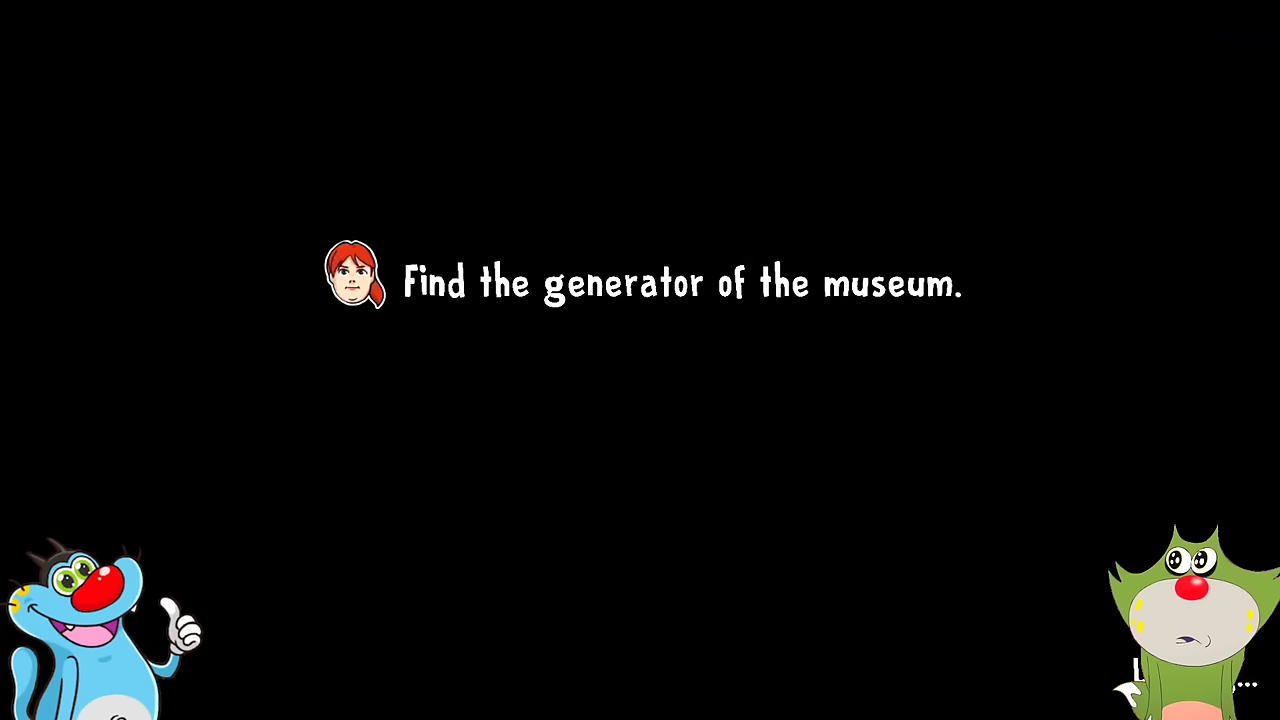 Find the generator of the museum.